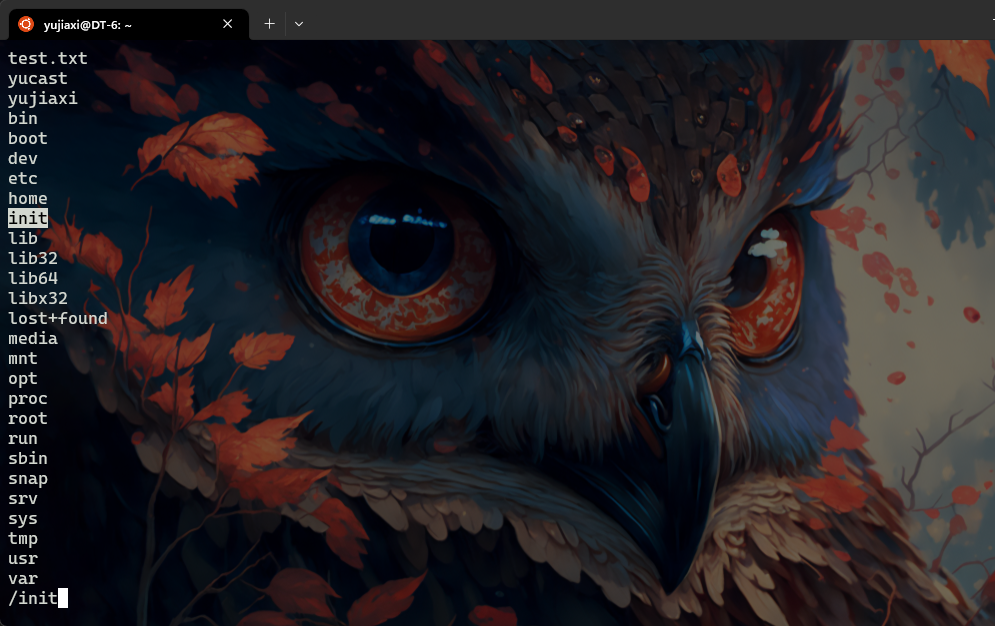 yujiaxi@DT-6: ~
test.txt
yucast
yujiaxi
bin
boot
dev
etc
home
init
lib
lib32
lib64
libx32
lost+found
media
mnt
opt
proc
root
run
sbin
snap
srv
sys
tmp
usr
var
/init